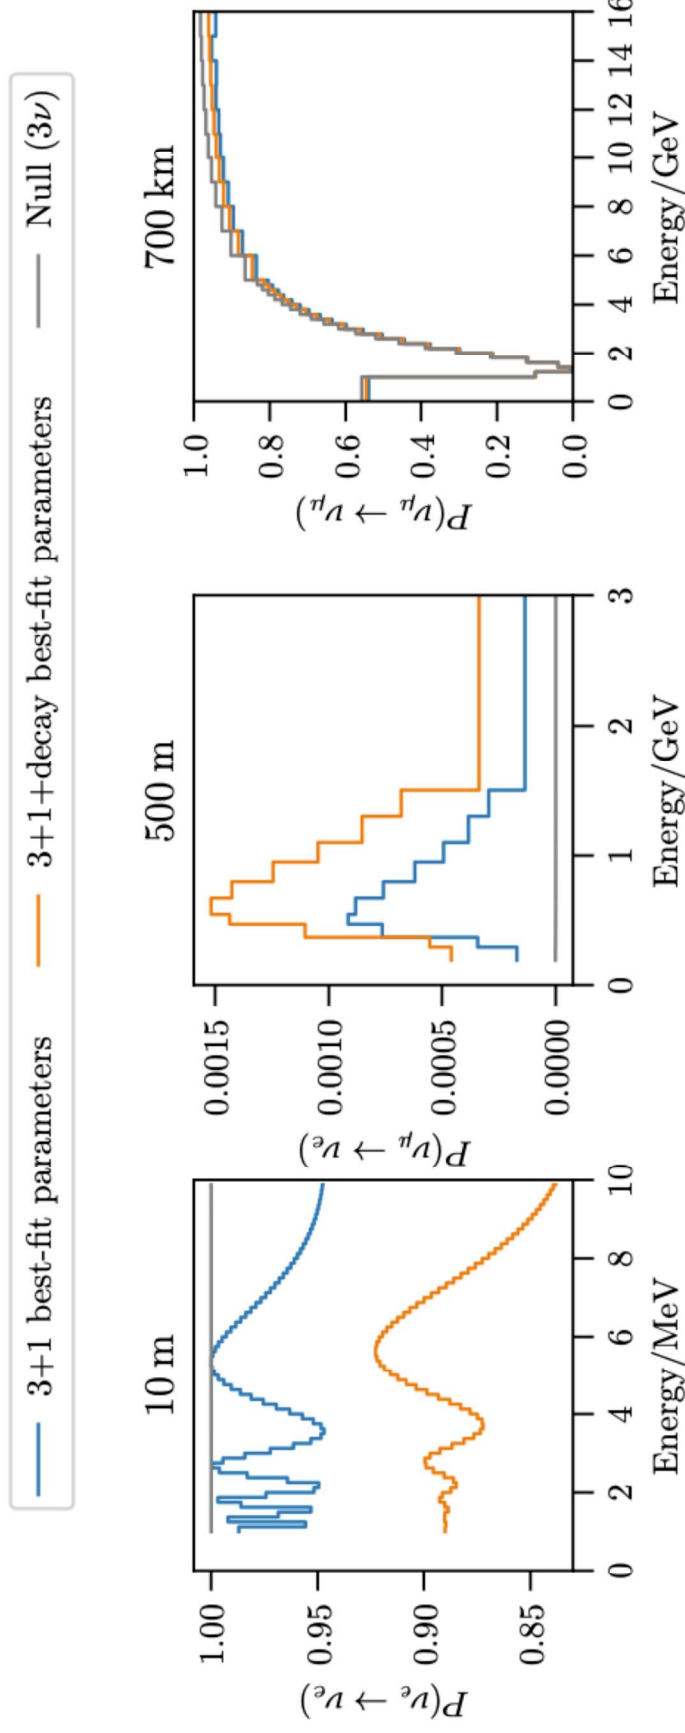 3+1 best-fit parameters
3+1+decay best-fit parameters
Null (3ν)
10 m
P(νe → νe)
1.00
0.95
0.90
0.85
0 2 4 6 8 10
Energy/MeV
500 m
P(νμ → νe)
0.0015
0.0010
0.0005
0.0000
0 1 2 3
Energy/GeV
700 km
P(νμ → νμ)
1.0
0.8
0.6
0.4
0.2
0.0
0 2 4 6 8 10 12 14 16
Energy/GeV